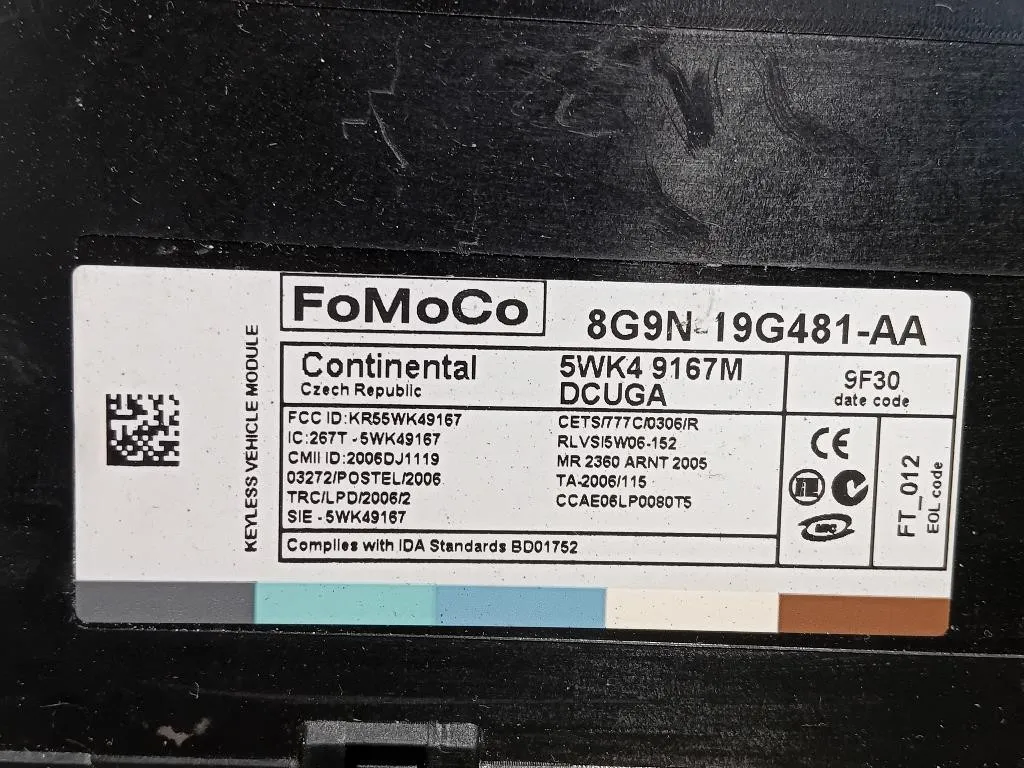 FoMoCo
8G9N-19G481-AA
KEYLESS VEHICLE MODULE
Continental
Czech Republic
5WK4 9167M
DCUGA
9F30
date code
FCC ID:KR55WK49167
IC:267T - 5WK49167
CMII ID:2006DJ1119
03272/POSTEL/2006
TRC/LPD/2006/2
SIE - 5WK49167
CETS/777C/0306/R
RLVSI5W06-152
MR 2360 ARNT 2005
TA-2006/115
CCAE06LP0080T5
CE
FT_012
EOL code
Complies with IDA Standards BD01752